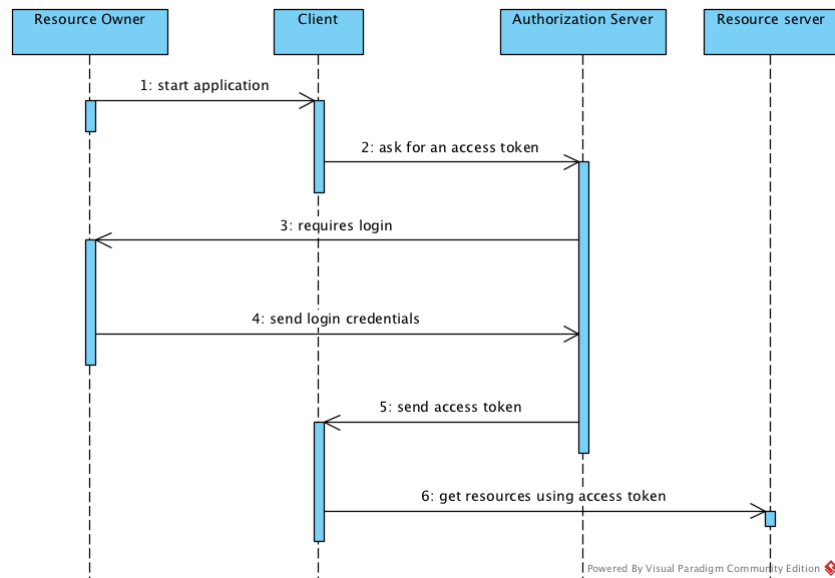 Resource Owner
Client
Authorization Server
Resource server
1: start application
2: ask for an access token
3: requires login
4: send login credentials
5: send access token
6: get resources using access token
Powered By Visual Paradigm Community Edition